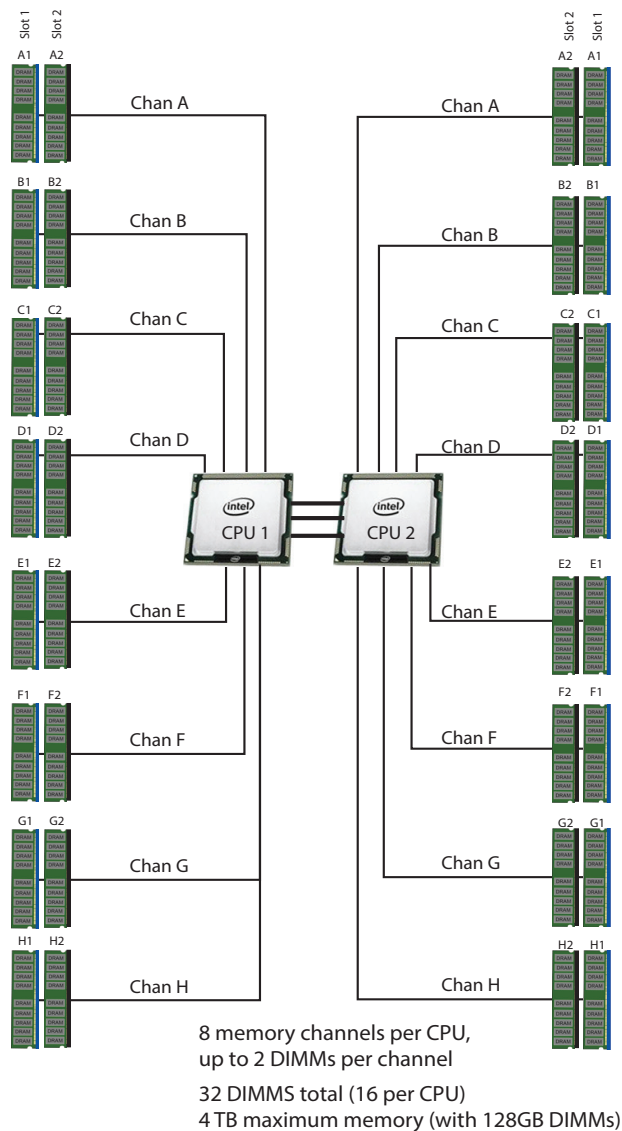 Slot 1 Slot 2
Slot 2 Slot 1
A1 A2
Chan A
A2 A1
Chan A
B1 B2
Chan B
B2 B1
Chan B
C1 C2
Chan C
C2 C1
Chan C
D1 D2
Chan D
D2 D1
Chan D
intel
CPU 1
intel
CPU 2
E1 E2
Chan E
E2 E1
Chan E
F1 F2
Chan F
F2 F1
Chan F
G1 G2
Chan G
G2 G1
Chan G
H1 H2
Chan H
H2 H1
Chan H
DRAM
8 memory channels per CPU,
up to 2 DIMMs per channel
32 DIMMS total (16 per CPU)
4 TB maximum memory (with 128GB DIMMs)